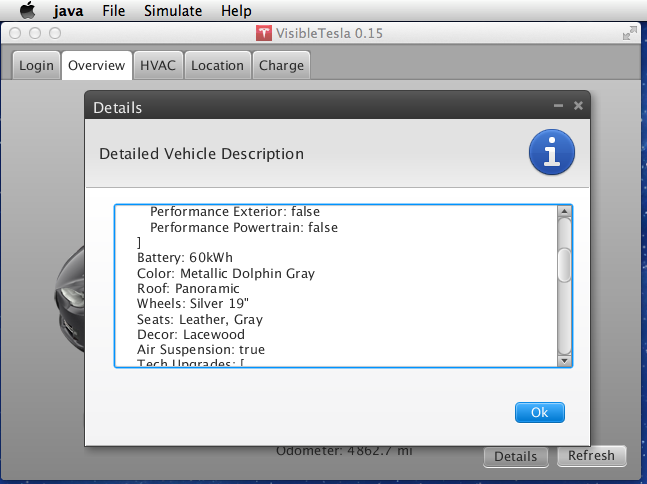 java File Simulate Help
VisibleTesla 0.15
Login Overview HVAC Location Charge
Details
Detailed Vehicle Description
Performance Exterior: false
Performance Powertrain: false
]
Battery: 60kWh
Color: Metallic Dolphin Gray
Roof: Panoramic
Wheels: Silver 19"
Seats: Leather, Gray
Decor: Lacewood
Air Suspension: true
Tech Upgrades: [
Ok
Odometer: 4862.7 mi
Details Refresh